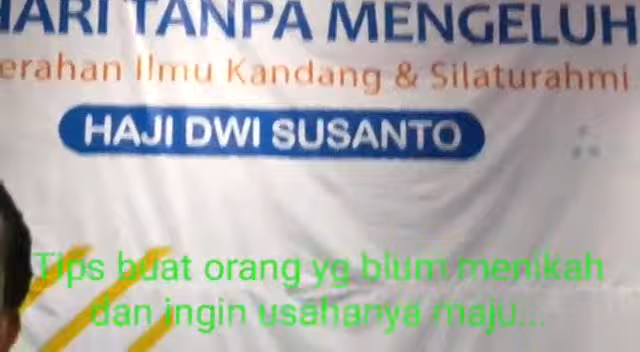 HARI TANPA MENGELUH
erahan Ilmu Kandang & Silaturahmi
HAJI DWI SUSANTO
Tips buat orang yg blum menikah
dan ingin usahanya maju...